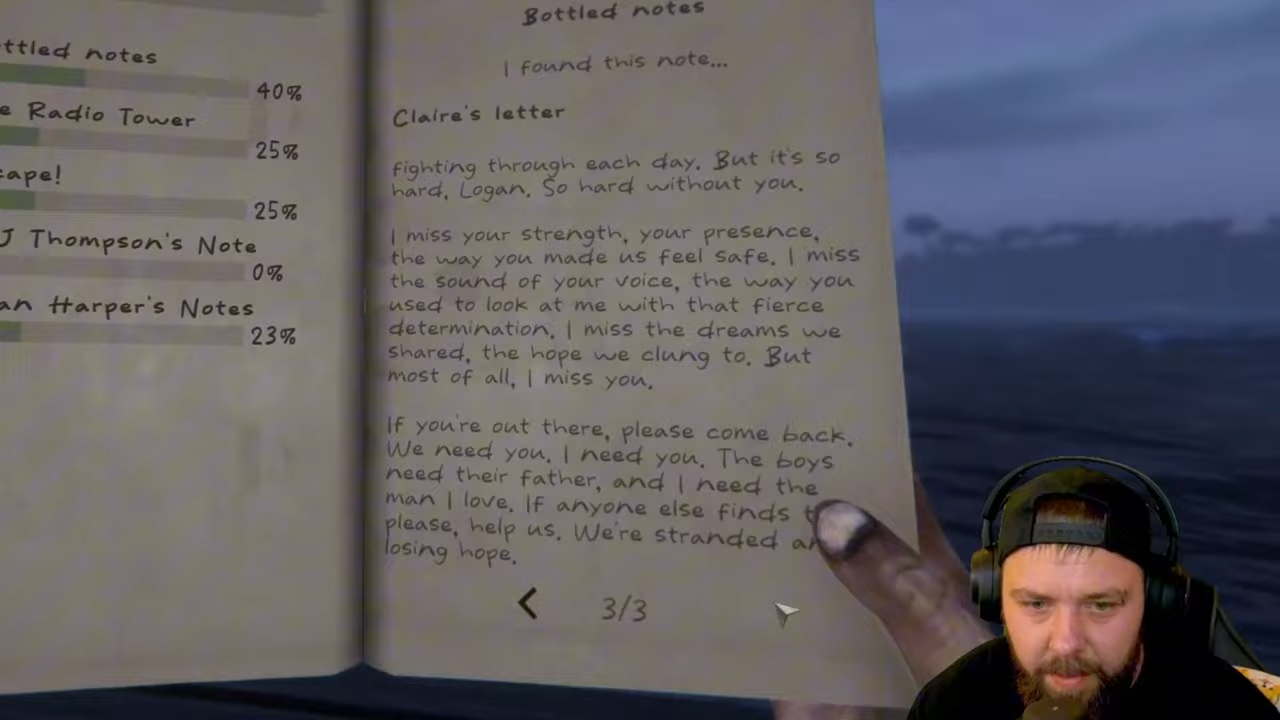 ttled notes
40%
e Radio Tower
25%
cape!
25%
J Thompson's Note
0%
an Harper's Notes
23%
Bottled notes
I found this note...
Claire's letter
fighting through each day. But it's so
hard, Logan. So hard without you.
I miss your strength, your presence,
the way you made us feel safe. I miss
the sound of your voice, the way you
used to look at me with that fierce
determination. I miss the dreams we
shared, the hope we clung to. But
most of all, I miss you.
If you're out there, please come back.
We need you. I need you. The boys
need their father, and I need the
man I love. If anyone else finds
please, help us. We're stranded
losing hope.
< 3/3